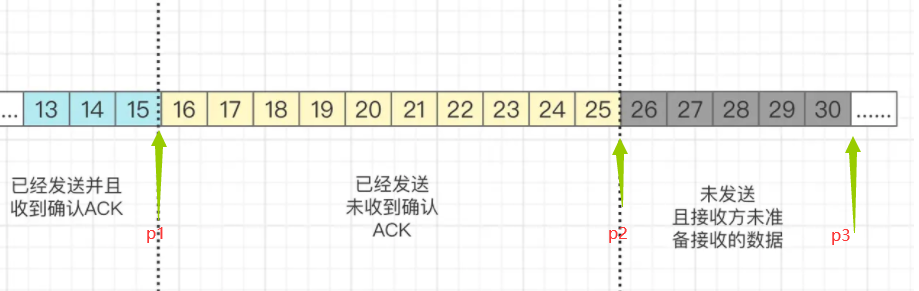 ... 13 14 15 16 17 18 19 20 21 22 23 24 25 26 27 28 29 30 ......
已经发送并且
收到确认ACK
已经发送
未收到确认
ACK
未发送
且接收方未准
备接收的数据
p1
p2
p3